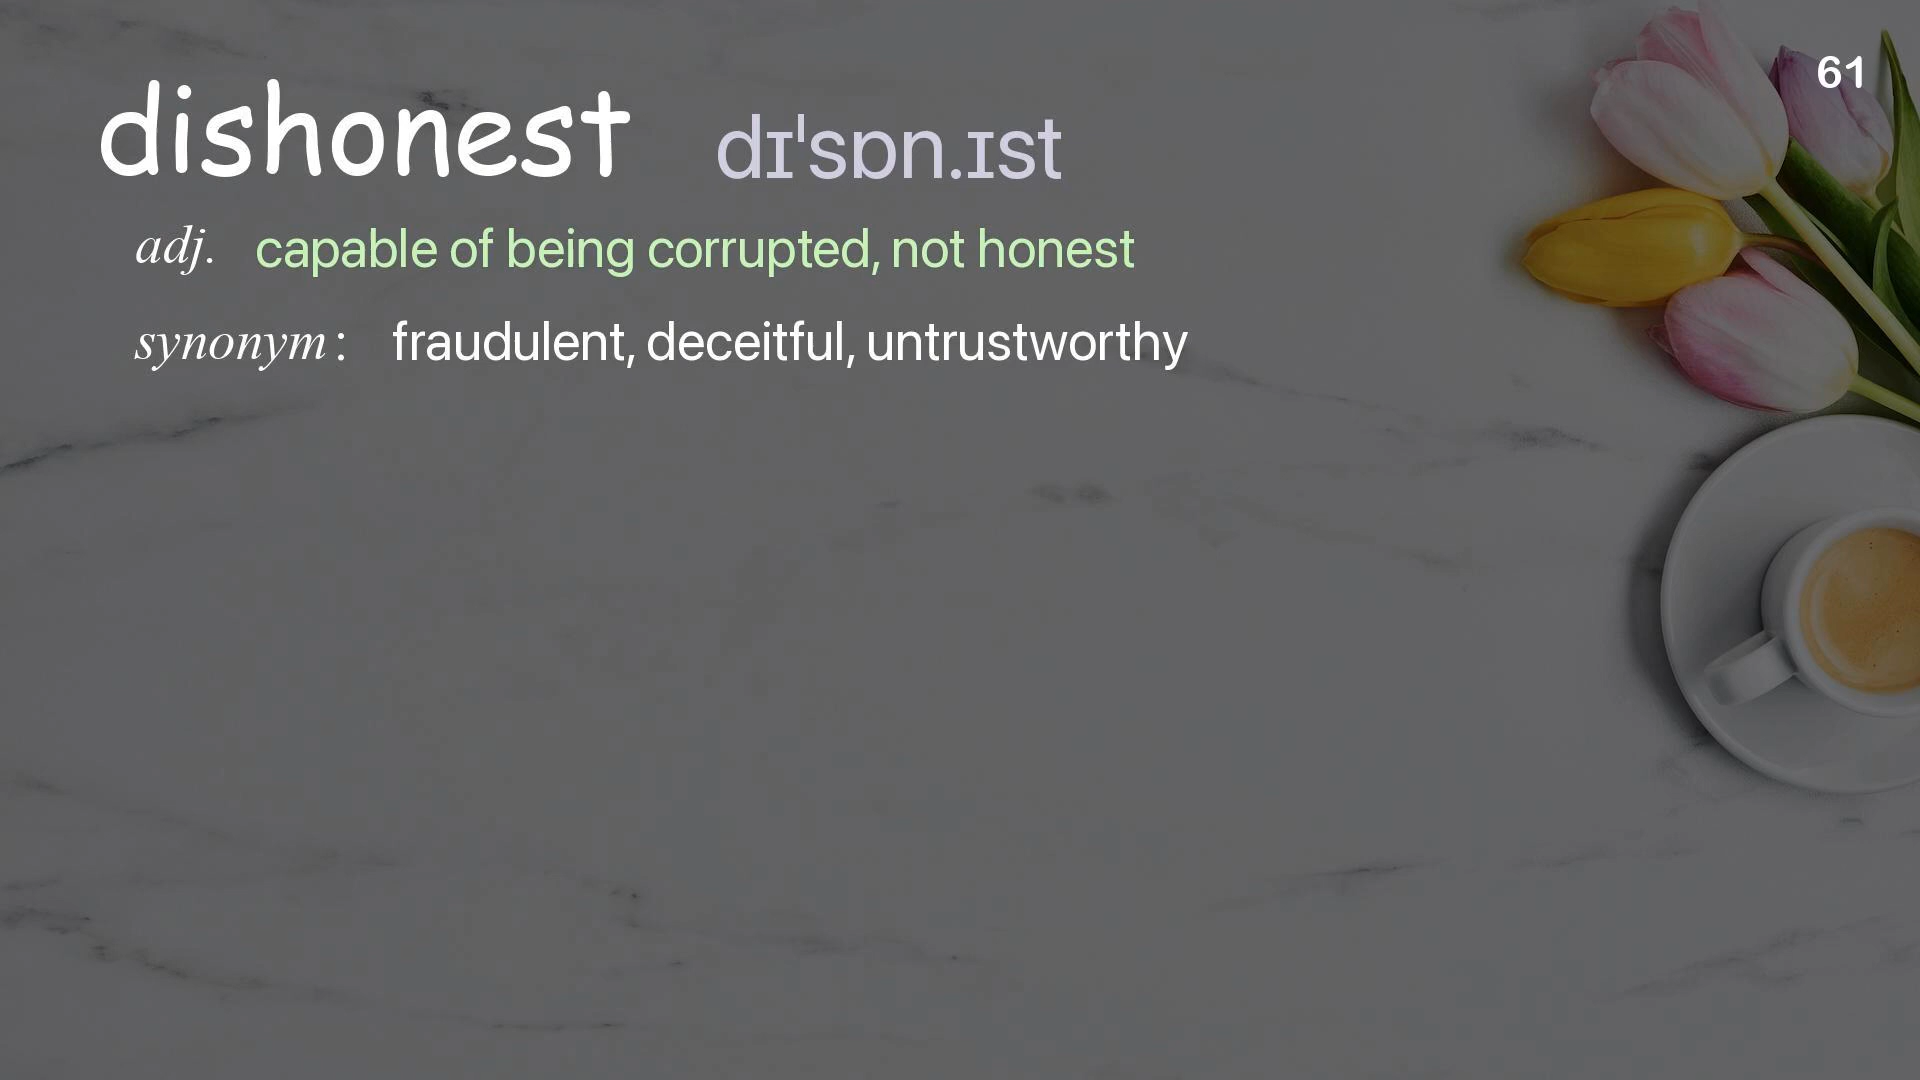 61
dishonest dɪˈsɒn.ɪst
adj. capable of being corrupted, not honest
synonym: fraudulent, deceitful, untrustworthy